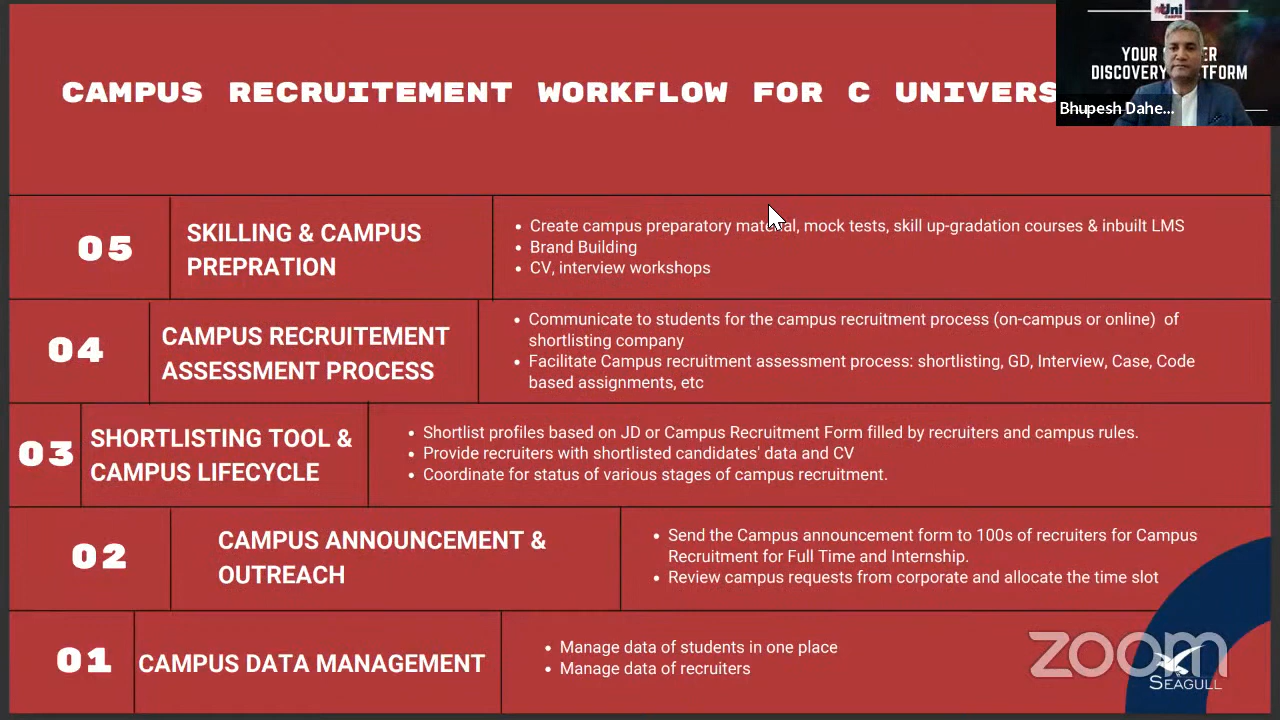 CAMPUS RECRUITEMENT WORKFLOW FOR C UNIVERS
Uni
YOUR
DISCOVERY
Bhupesh Dahe...
05
SKILLING & CAMPUS
PREPRATION
• Create campus preparatory material, mock tests, skill up-gradation courses & inbuilt LMS
• Brand Building
• CV, interview workshops
04
CAMPUS RECRUITEMENT
ASSESSMENT PROCESS
• Communicate to students for the campus recruitment process (on-campus or online) of
shortlisting company
• Facilitate Campus recruitment assessment process: shortlisting, GD, Interview, Case, Code
based assignments, etc
03
SHORTLISTING TOOL &
CAMPUS LIFECYCLE
• Shortlist profiles based on JD or Campus Recruitment Form filled by recruiters and campus rules.
• Provide recruiters with shortlisted candidates' data and CV
• Coordinate for status of various stages of campus recruitment.
02
CAMPUS ANNOUNCEMENT &
OUTREACH
• Send the Campus announcement form to 100s of recruiters for Campus
Recruitment for Full Time and Internship.
• Review campus requests from corporate and allocate the time slot
01
CAMPUS DATA MANAGEMENT
• Manage data of students in one place
• Manage data of recruiters
zoom
SEAGULL